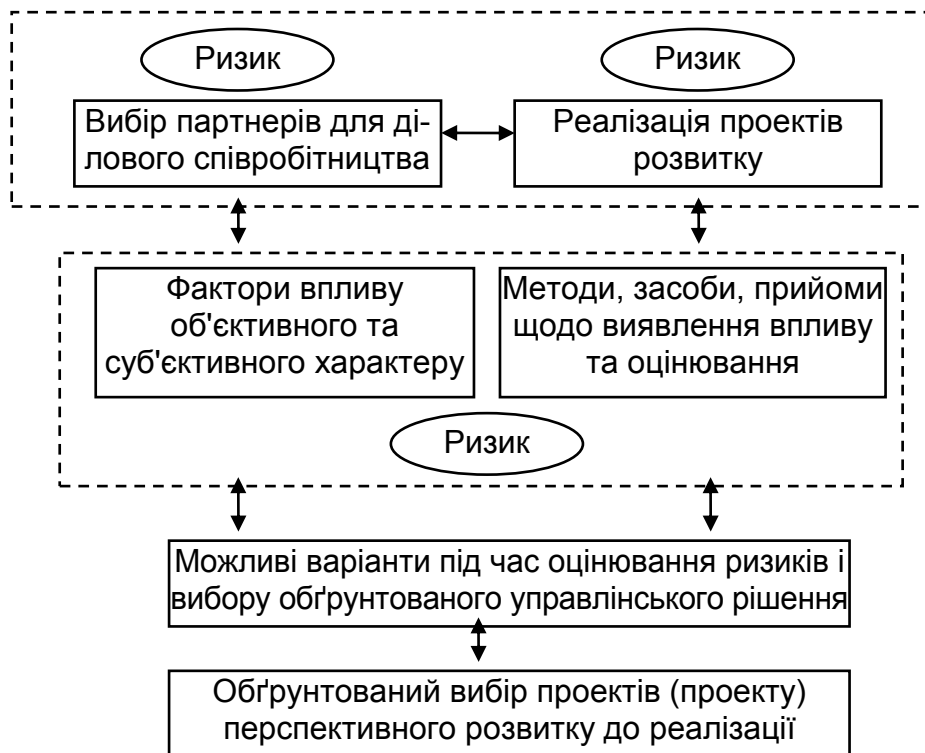 Ризик
Ризик
Вибір партнерів для ді-
лового співробітництва
Реалізація проектів
розвитку
Фактори впливу
об'єктивного та
суб'єктивного характеру
Методи, засоби, прийоми
щодо виявлення впливу
та оцінювання
Ризик
Можливі варіанти під час оцінювання ризиків і
вибору обґрунтованого управлінського рішення
Обґрунтований вибір проектів (проекту)
перспективного розвитку до реалізації